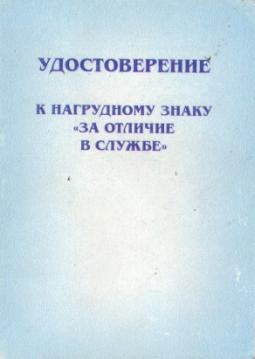 УДОСТОВЕРЕНИЕ
К НАГРУДНОМУ ЗНАКУ
«ЗА ОТЛИЧИЕ
В СЛУЖБЕ»